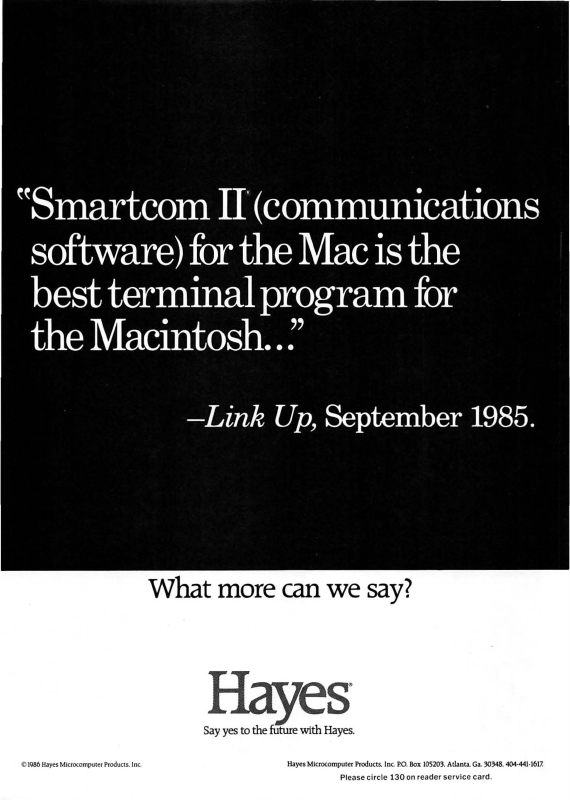 “Smartcom II® (communications
software) for the Mac is the
best terminal program for
the Macintosh...”
–Link Up, September 1985.
What more can we say?
Hayes®
Say yes to the future with Hayes.
©1986 Hayes Microcomputer Products, Inc.
Hayes Microcomputer Products, Inc. P.O. Box 105203, Atlanta, Ga. 30348. 404-441-1617.
Please circle 130 on reader service card.